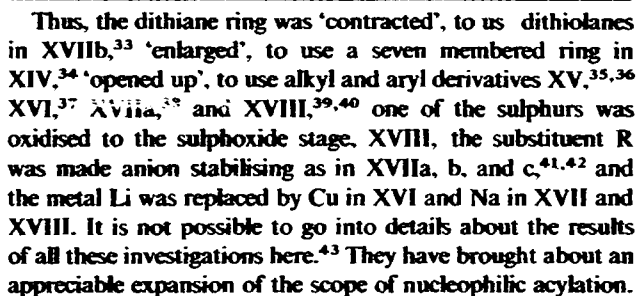 Thus, the dithiane ring was ‘contracted’, to us dithiolanes
in XVIIb,³³ ‘enlarged’, to use a seven membered ring in
XIV,³⁴ ‘opened up’, to use alkyl and aryl derivatives XV,³⁵,³⁶
XVI,³⁷ XVIIa,³⁸ and XVIII,³⁹,⁴⁰ one of the sulphurs was
oxidised to the sulphoxide stage, XVIII, the substituent R
was made anion stabilising as in XVIIa, b, and c,⁴¹·⁴² and
the metal Li was replaced by Cu in XVI and Na in XVII and
XVIII. It is not possible to go into details about the results
of all these investigations here.⁴³ They have brought about an
appreciable expansion of the scope of nucleophilic acylation.